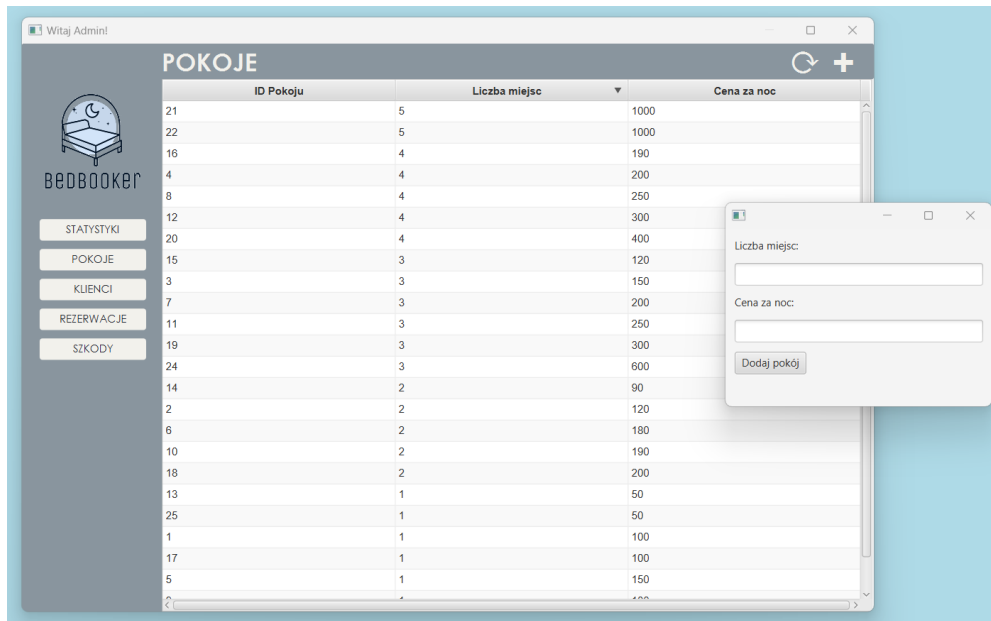 Witaj Admin!
POKOJE
BEDBOOKER
STATYSTYKI
POKOJE
KLIENCI
REZERWACJE
SZKODY
ID Pokoju Liczba miejsc Cena za noc
21 5 1000
22 5 1000
16 4 190
4 4 200
8 4 250
12 4 300
20 4 400
15 3 120
3 3 150
7 3 200
11 3 250
19 3 300
24 3 600
14 2 90
2 2 120
6 2 180
10 2 190
18 2 200
13 1 50
25 1 50
1 1 100
17 1 100
5 1 150
Liczba miejsc:
Cena za noc:
Dodaj pokój